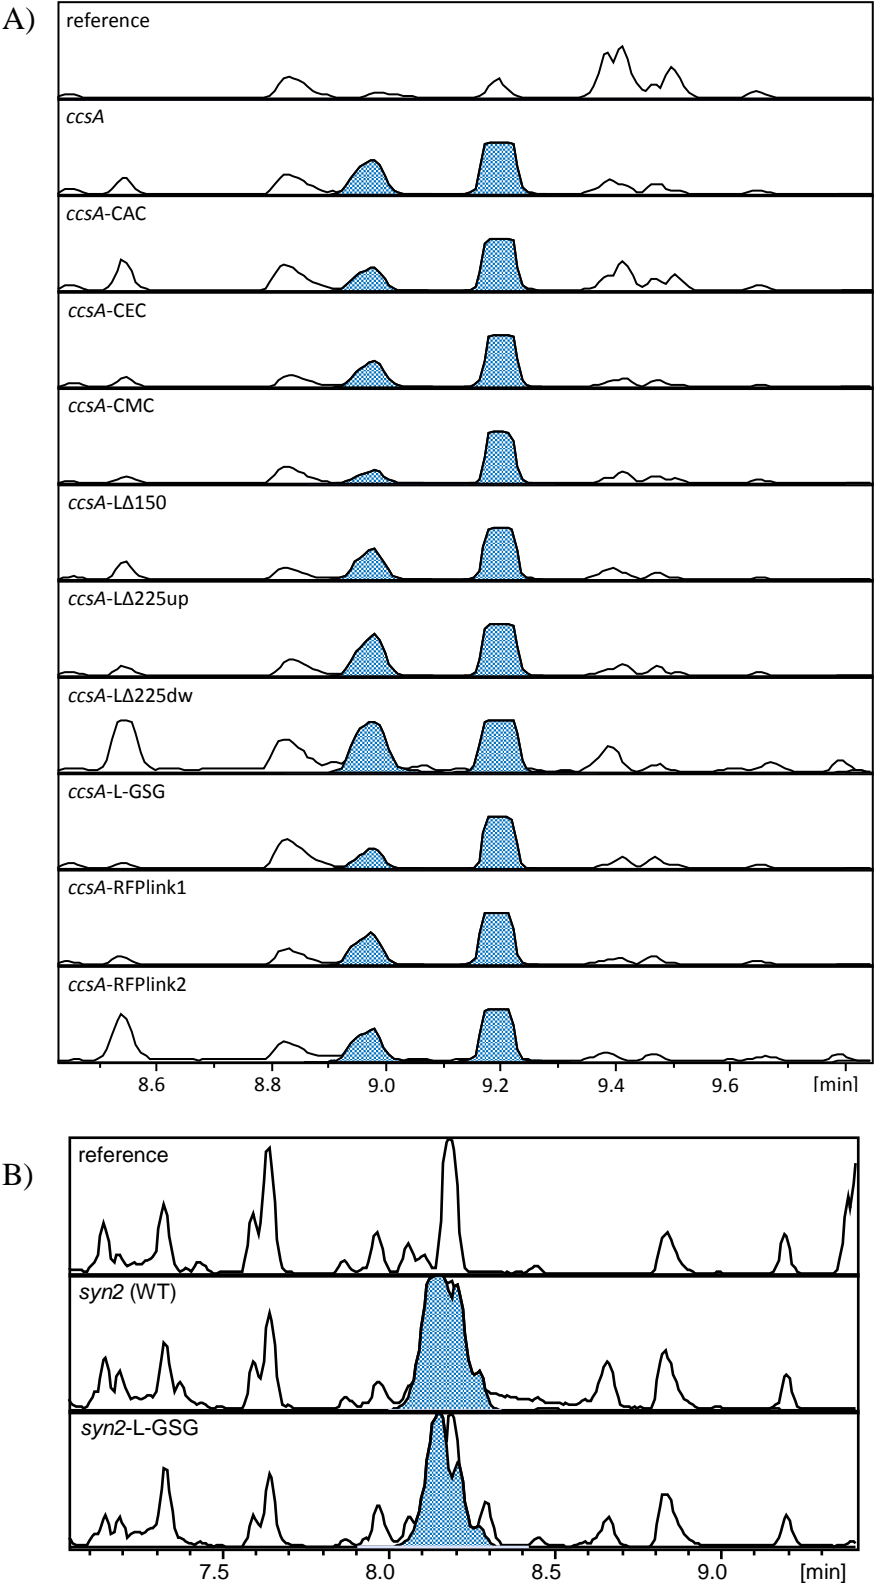 A)
reference
ccsA
ccsA-CAC
ccsA-CEC
ccsA-CMC
ccsA-LΔ150
ccsA-LΔ225up
ccsA-LΔ225dw
ccsA-L-GSG
ccsA-RFPlink1
ccsA-RFPlink2
8.6 8.8 9.0 9.2 9.4 9.6 [min]
B)
reference
syn2 (WT)
syn2-L-GSG
7.5 8.0 8.5 9.0 [min]